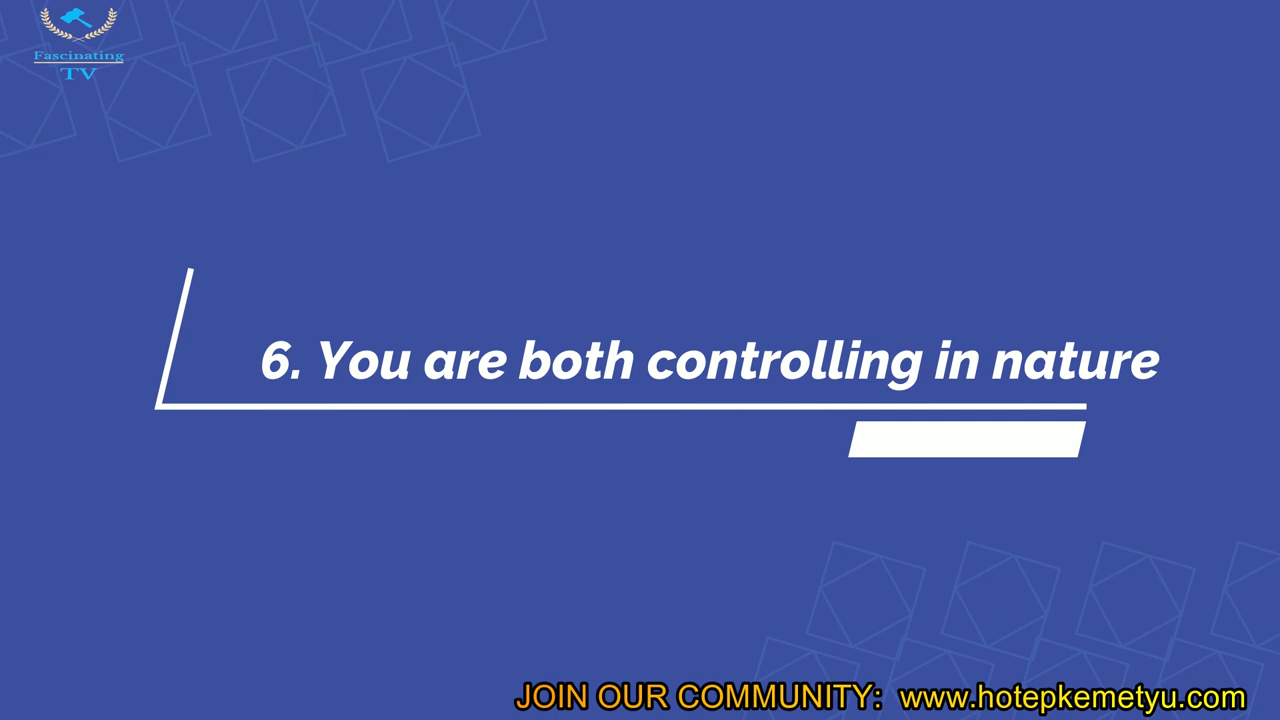 Fascinating
TV
6. You are both controlling in nature
JOIN OUR COMMUNITY: www.hotepkemetyu.com